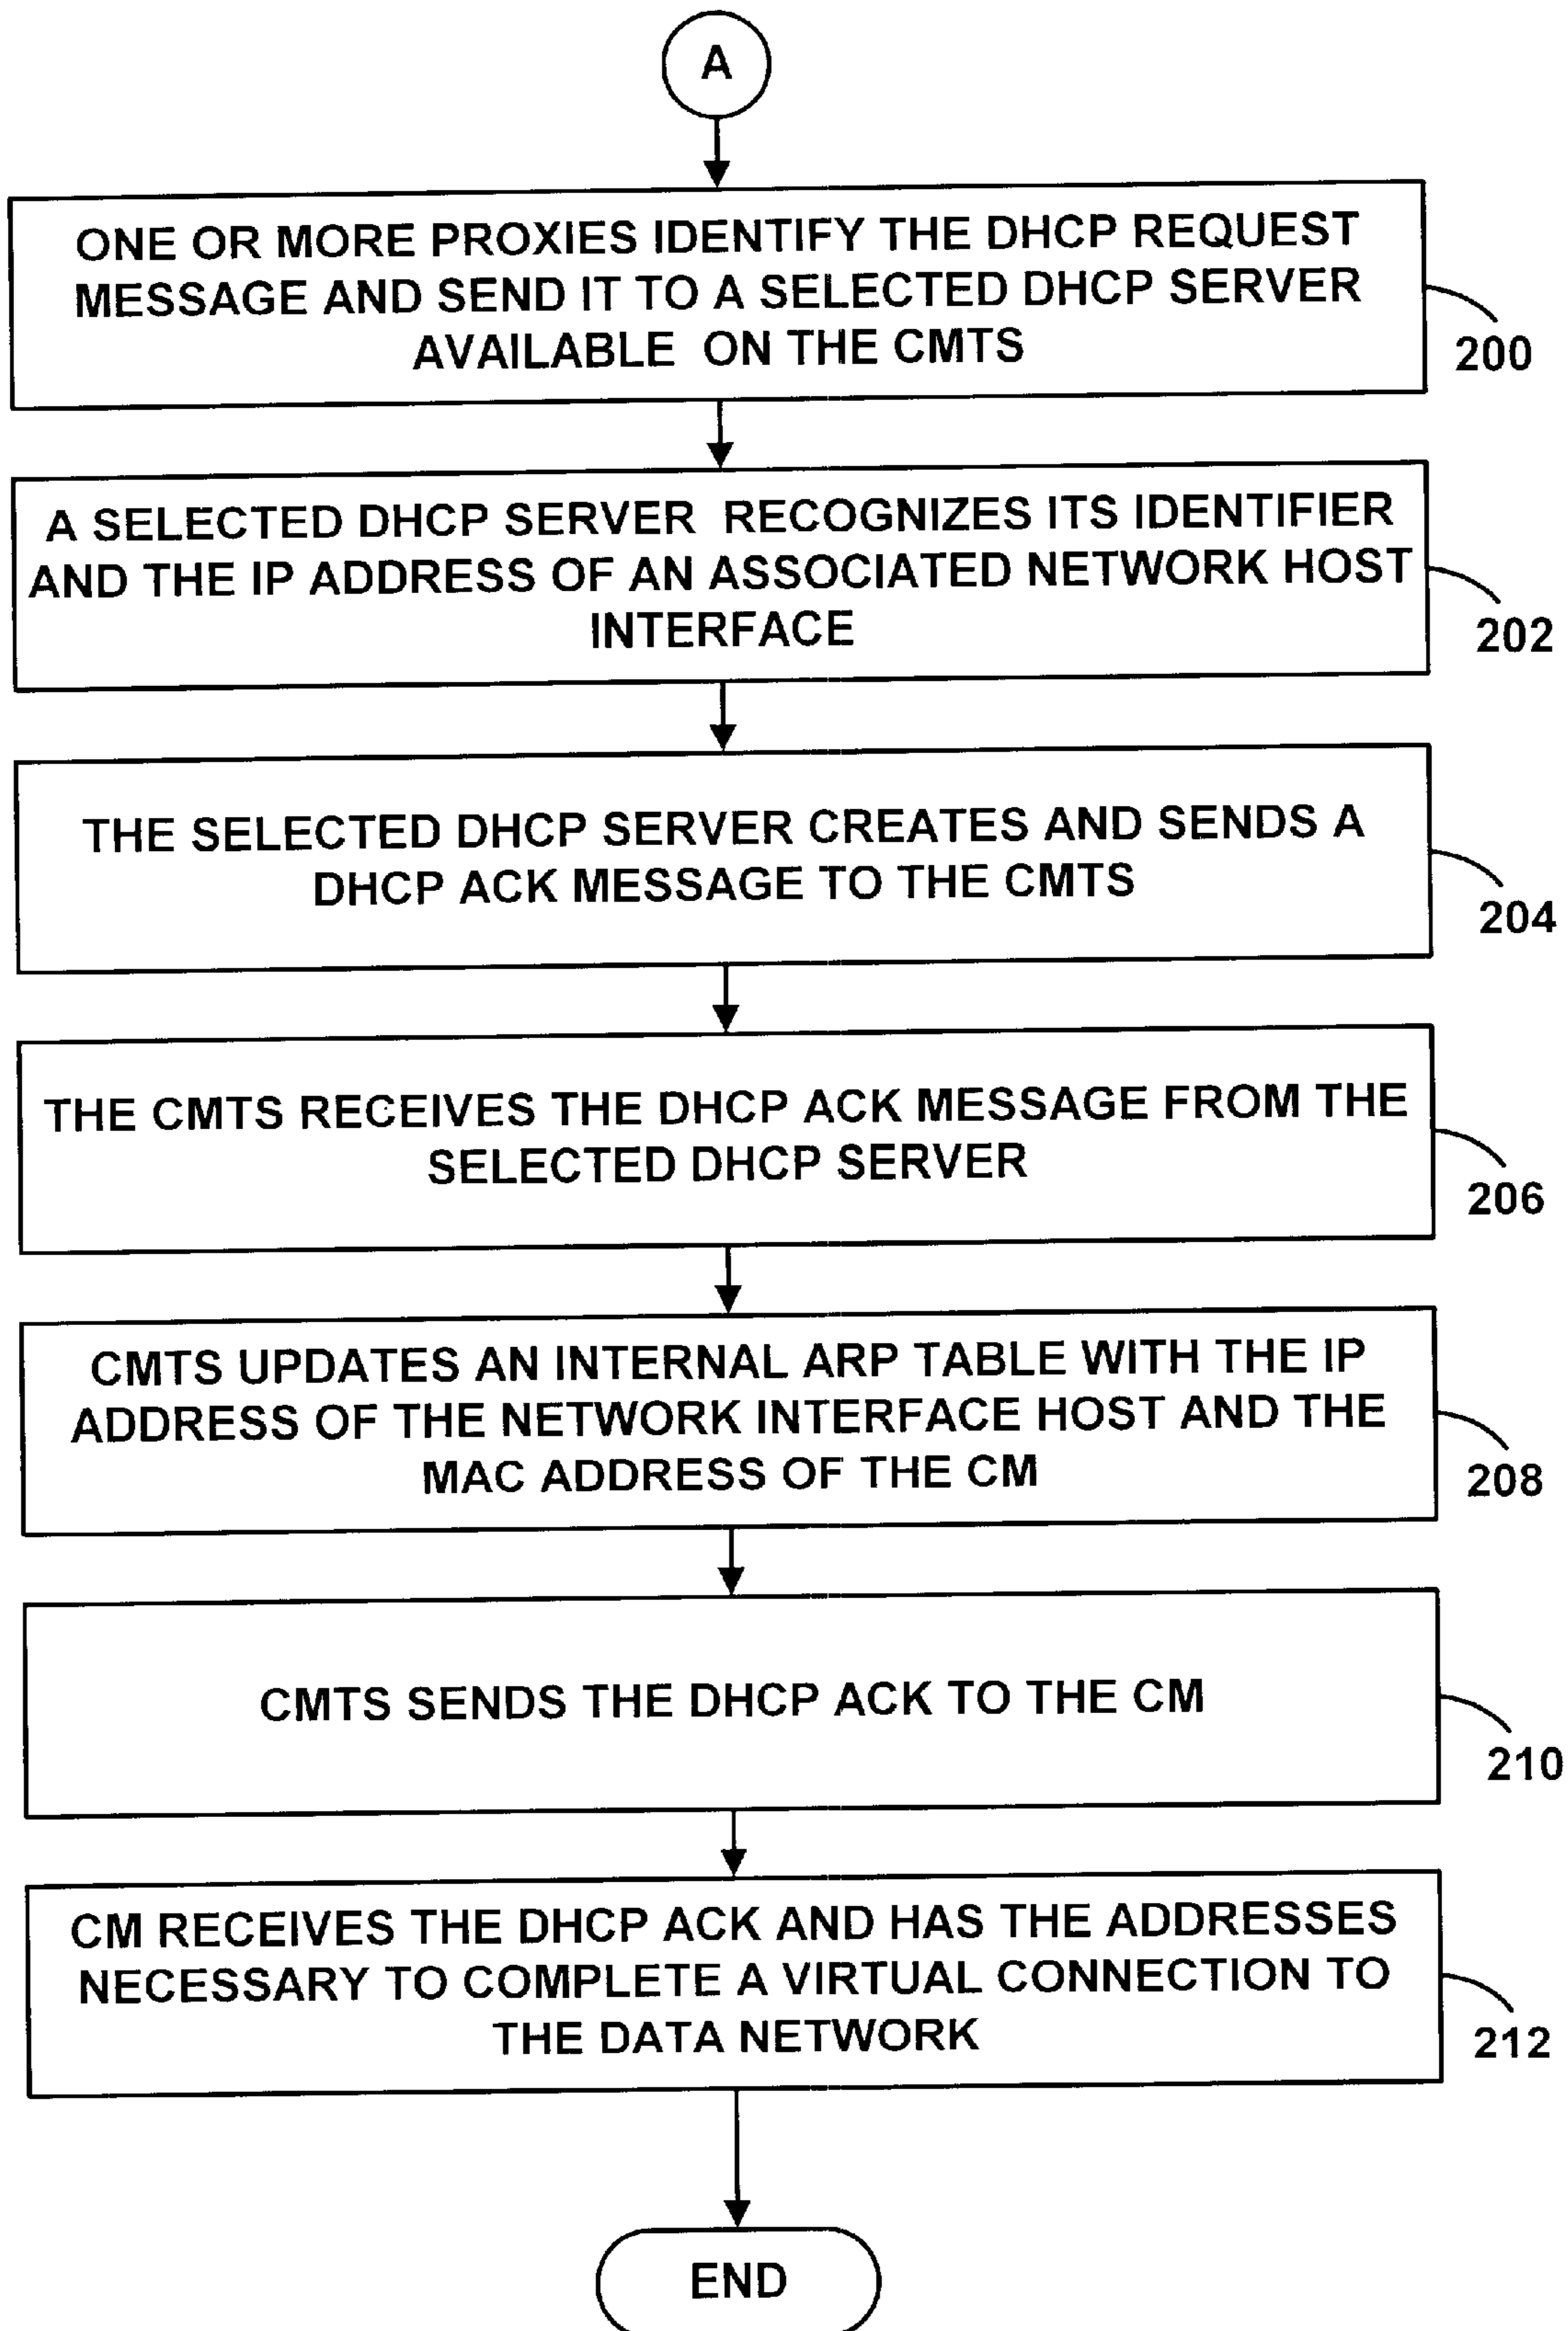 A
ONE OR MORE PROXIES IDENTIFY THE DHCP REQUEST
MESSAGE AND SEND IT TO A SELECTED DHCP SERVER
AVAILABLE ON THE CMTS
200
A SELECTED DHCP SERVER RECOGNIZES ITS IDENTIFIER
AND THE IP ADDRESS OF AN ASSOCIATED NETWORK HOST
INTERFACE
202
THE SELECTED DHCP SERVER CREATES AND SENDS A
DHCP ACK MESSAGE TO THE CMTS
204
THE CMTS RECEIVES THE DHCP ACK MESSAGE FROM THE
SELECTED DHCP SERVER
206
CMTS UPDATES AN INTERNAL ARP TABLE WITH THE IP
ADDRESS OF THE NETWORK INTERFACE HOST AND THE
MAC ADDRESS OF THE CM
208
CMTS SENDS THE DHCP ACK TO THE CM
210
CM RECEIVES THE DHCP ACK AND HAS THE ADDRESSES
NECESSARY TO COMPLETE A VIRTUAL CONNECTION TO
THE DATA NETWORK
212
END